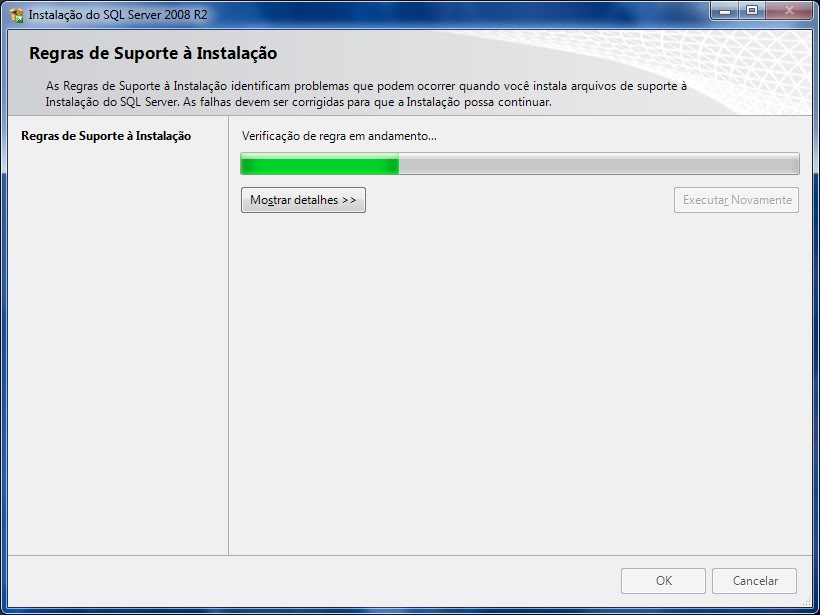 Instalação do SQL Server 2008 R2
Regras de Suporte à Instalação
As Regras de Suporte à Instalação identificam problemas que podem ocorrer quando você instala arquivos de suporte à
Instalação do SQL Server. As falhas devem ser corrigidas para que a Instalação possa continuar.
Regras de Suporte à Instalação
Verificação de regra em andamento...
Mostrar detalhes >>
Executar Novamente
OK
Cancelar